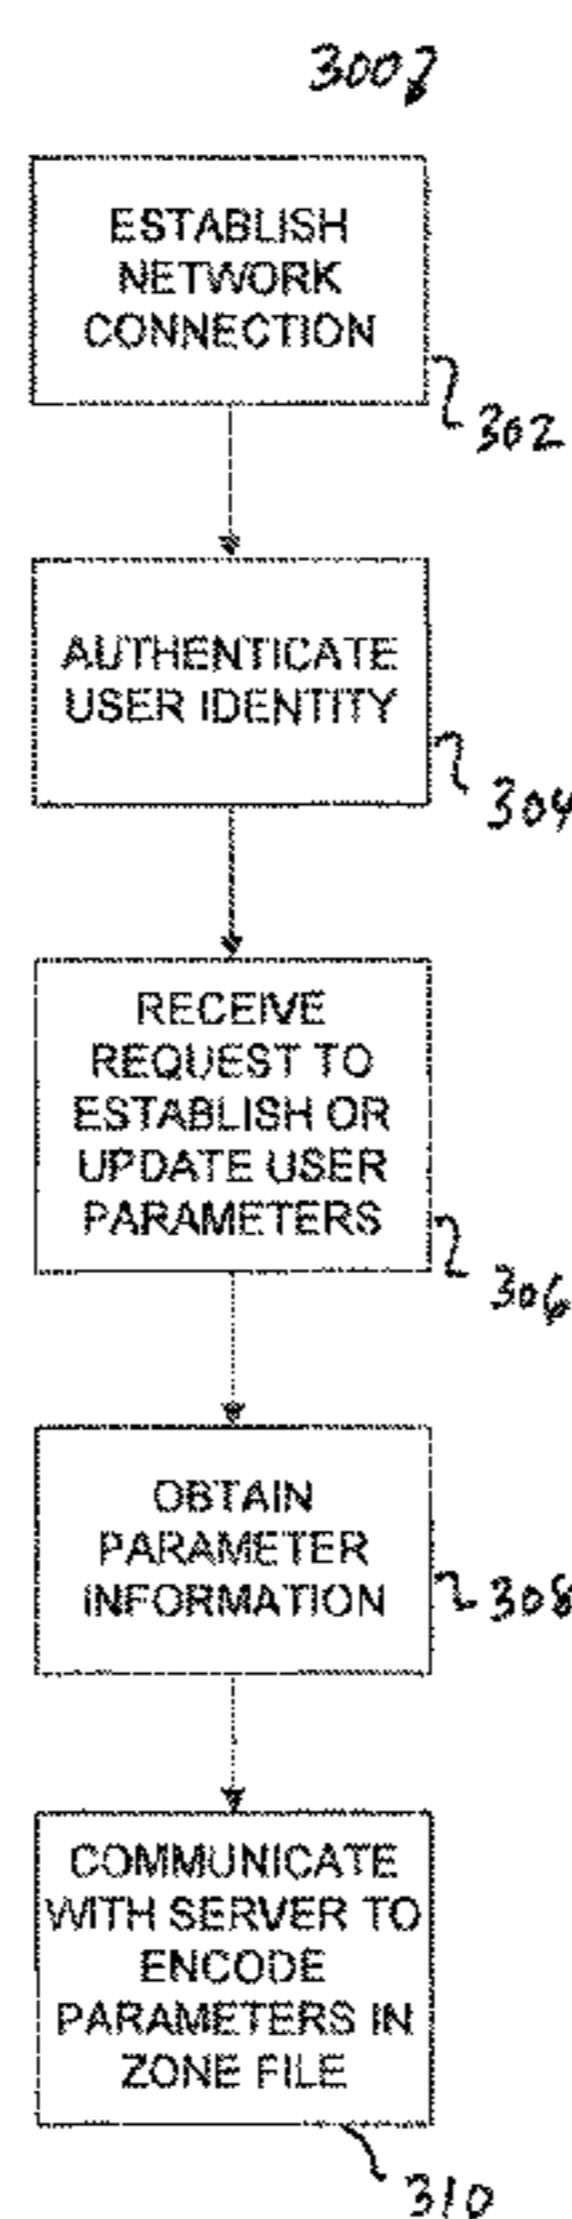 300
ESTABLISH
NETWORK
CONNECTION
302
AUTHENTICATE
USER IDENTITY
304
RECEIVE
REQUEST TO
ESTABLISH OR
UPDATE USER
PARAMETERS
306
OBTAIN
PARAMETER
INFORMATION
308
COMMUNICATE
WITH SERVER TO
ENCODE
PARAMETERS IN
ZONE FILE
310